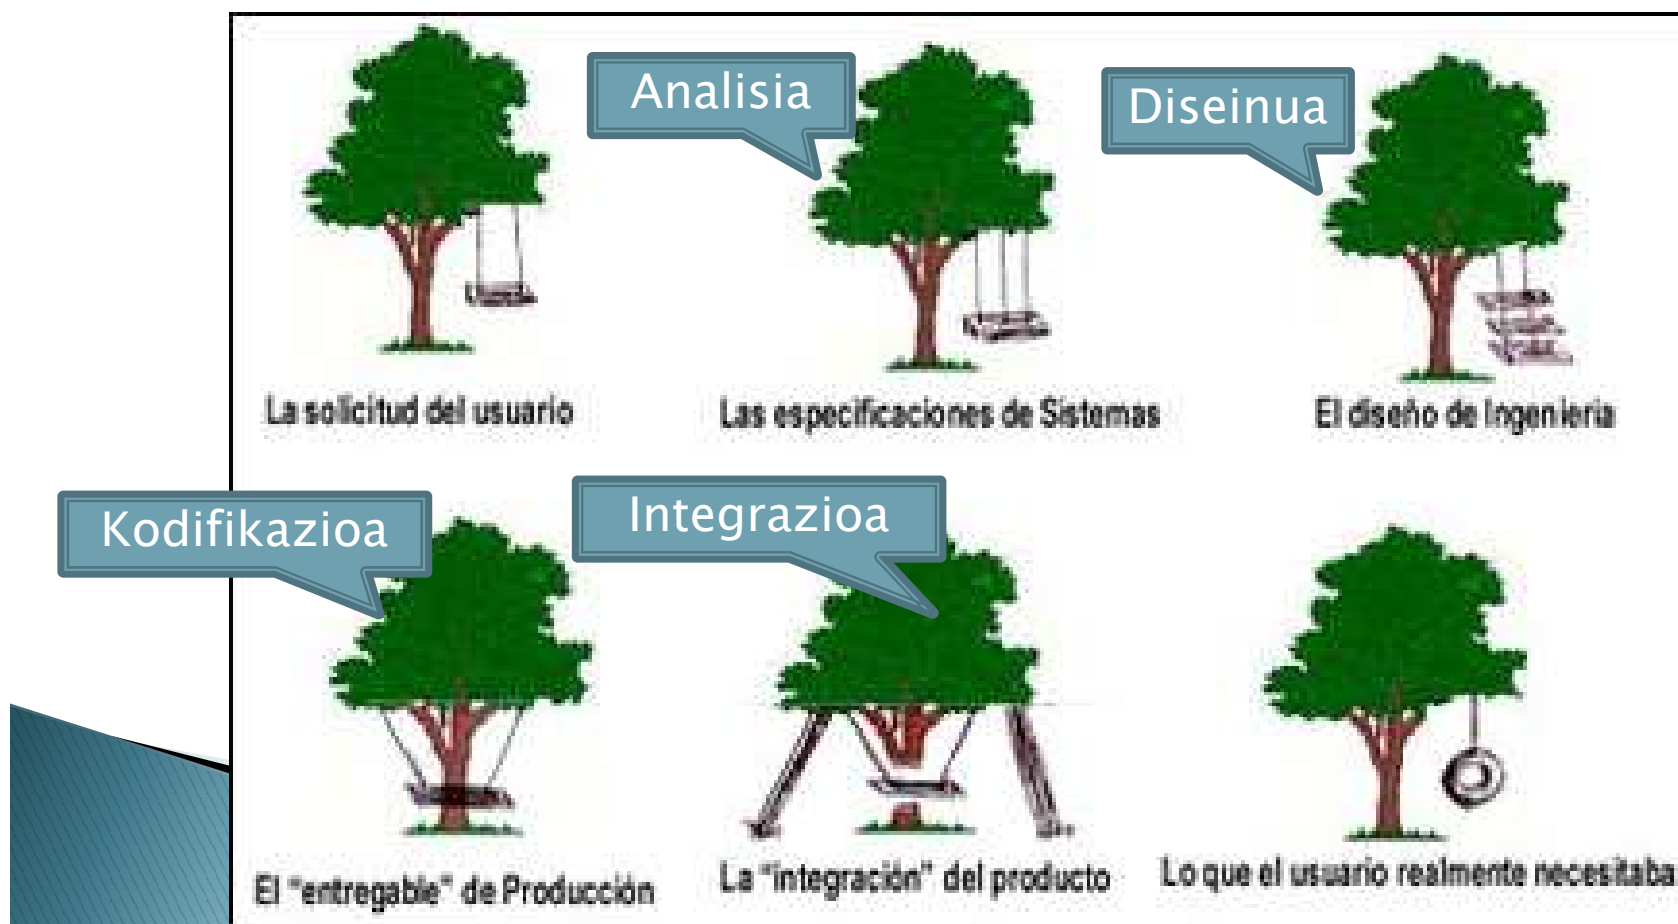 Analisia
Diseinua
La solicitud del usuario
Las especificaciones de Sistemas
El diseño de Ingenieria
Kodifikazioa
Integrazioa
El "entregable" de Producción
La "integración" del producto
Lo que el usuario realmente necesitaba